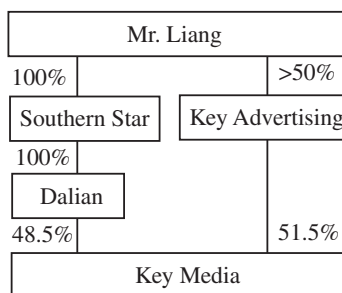 Mr. Liang
100% >50%
Southern Star Key Advertising
100%
Dalian
48.5% 51.5%
Key Media